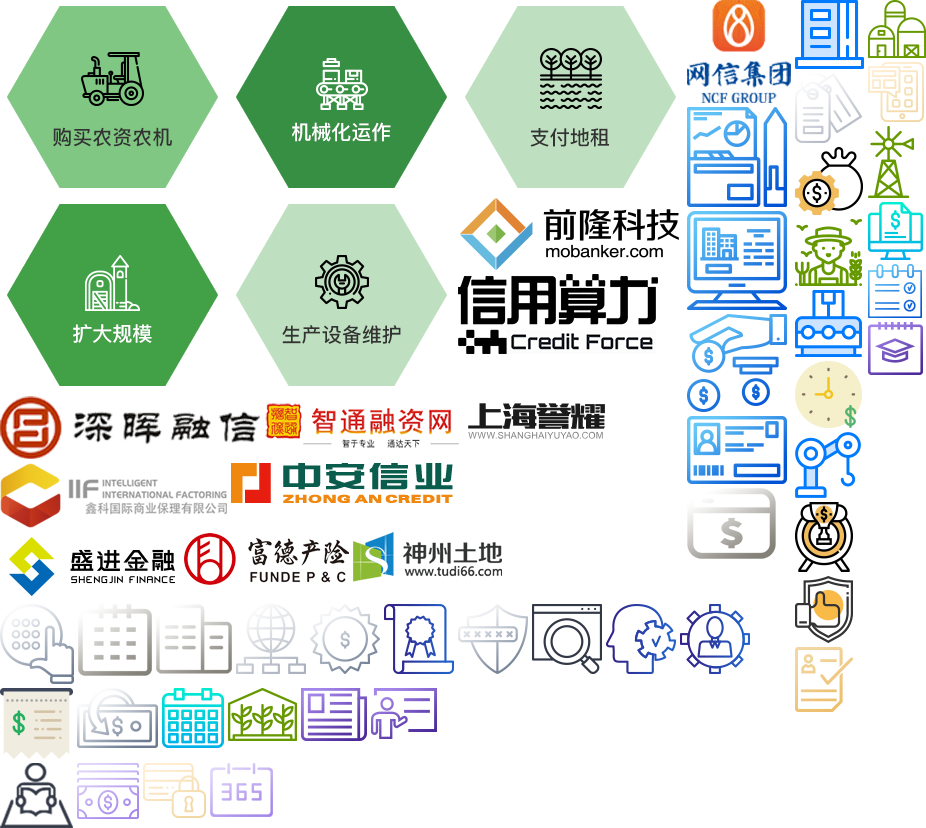 购买农资农机
机械化运作
支付地租
网信集团
NCF GROUP
扩大规模
生产设备维护
前隆科技
mobanker.com
信用算力
Credit Force
深晖融信
智通融资网
智于专业 通达天下
上海誉耀
WWW.SHANGHAIYUYAO.COM
IIF INTELLIGENT
INTERNATIONAL FACTORING
鑫科国际商业保理有限公司
中安信业
ZHONG AN CREDIT
盛进金融
SHENGJIN FINANCE
富德产险
FUNDE P & C
神州土地
www.tudi66.com
365